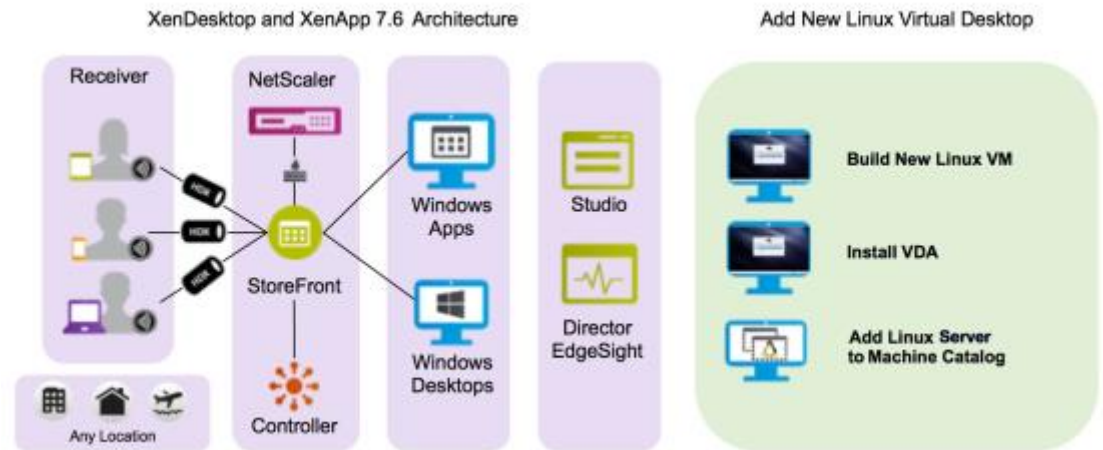 XenDesktop and XenApp 7.6 Architecture
Add New Linux Virtual Desktop
Receiver
HDX
HDX
HDX
Any Location
NetScaler
StoreFront
Controller
Windows
Apps
Windows
Desktops
Studio
Director
EdgeSight
Build New Linux VM
Install VDA
Add Linux Server
to Machine Catalog